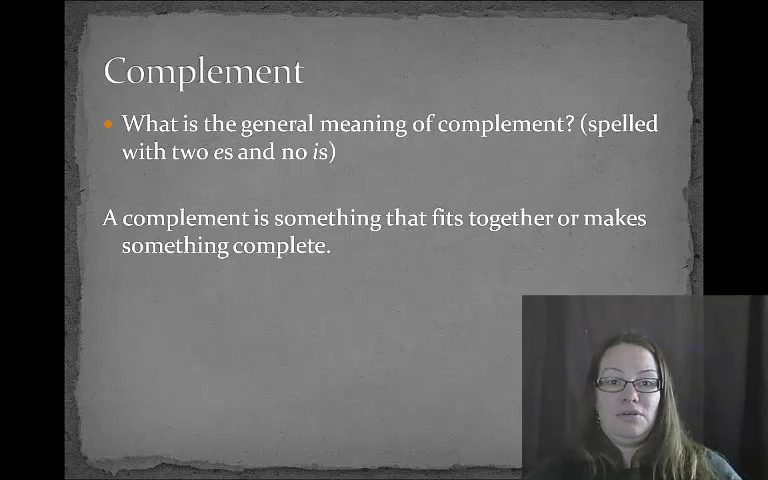 Complement
What is the general meaning of complement? (spelled
with two es and no is)
A complement is something that fits together or makes
something complete.